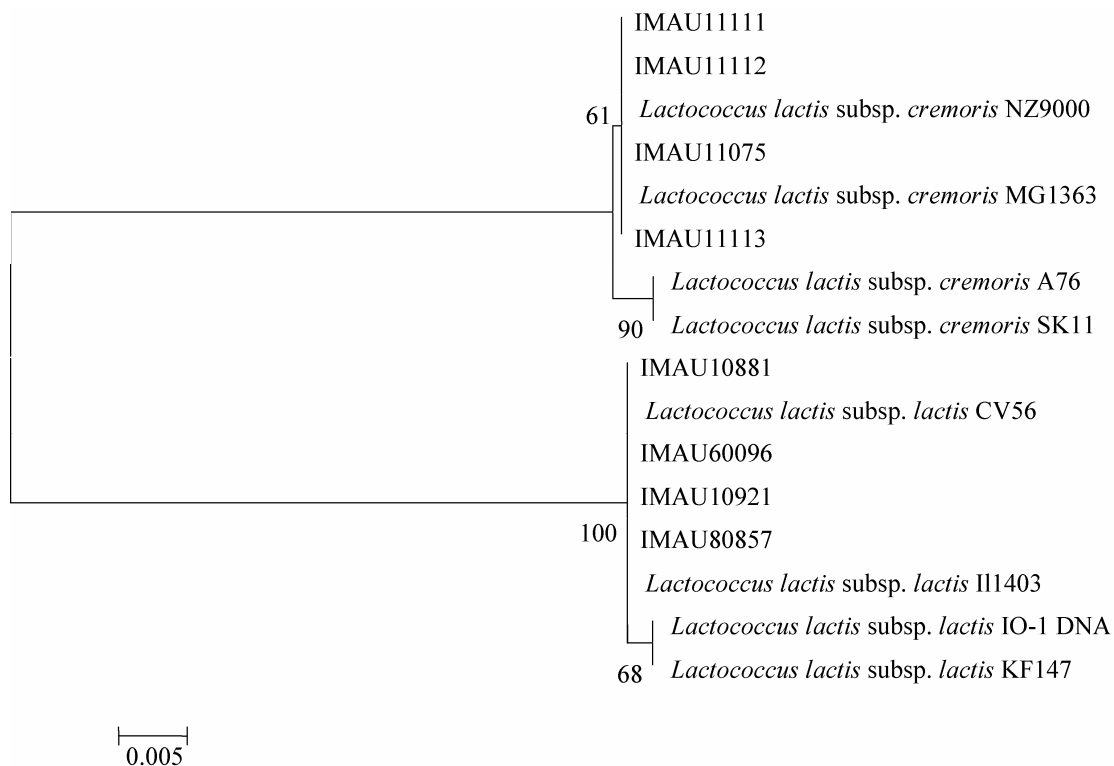 IMAU11111
IMAU11112
61
Lactococcus lactis subsp. cremoris NZ9000
IMAU11075
Lactococcus lactis subsp. cremoris MG1363
IMAU11113
Lactococcus lactis subsp. cremoris A76
90
Lactococcus lactis subsp. cremoris SK11
IMAU10881
Lactococcus lactis subsp. lactis CV56
IMAU60096
IMAU10921
100
IMAU80857
Lactococcus lactis subsp. lactis Il1403
Lactococcus lactis subsp. lactis IO-1 DNA
68
Lactococcus lactis subsp. lactis KF147
0.005